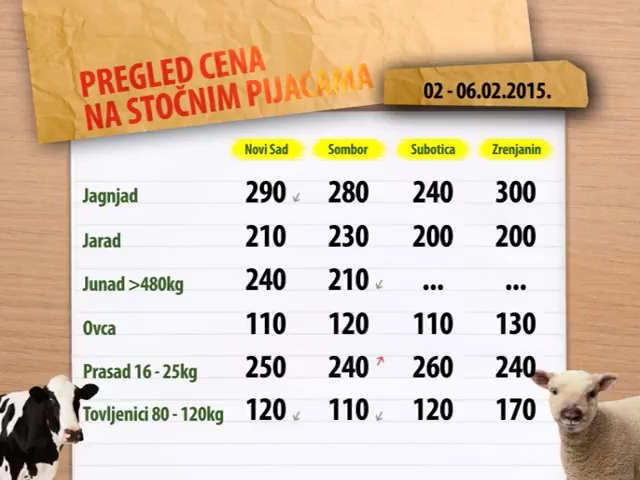 PREGLED CENA
NA STOČNIM PIJACAMA
02 - 06.02.2015.
Novi Sad Sombor Subotica Zrenjanin
Jagnjad 290 280 240 300
Jarad 210 230 200 200
Junad >480kg 240 210 ... ...
Ovca 110 120 110 130
Prasad 16 - 25kg 250 240 260 240
Tovljenici 80 - 120kg 120 110 120 170